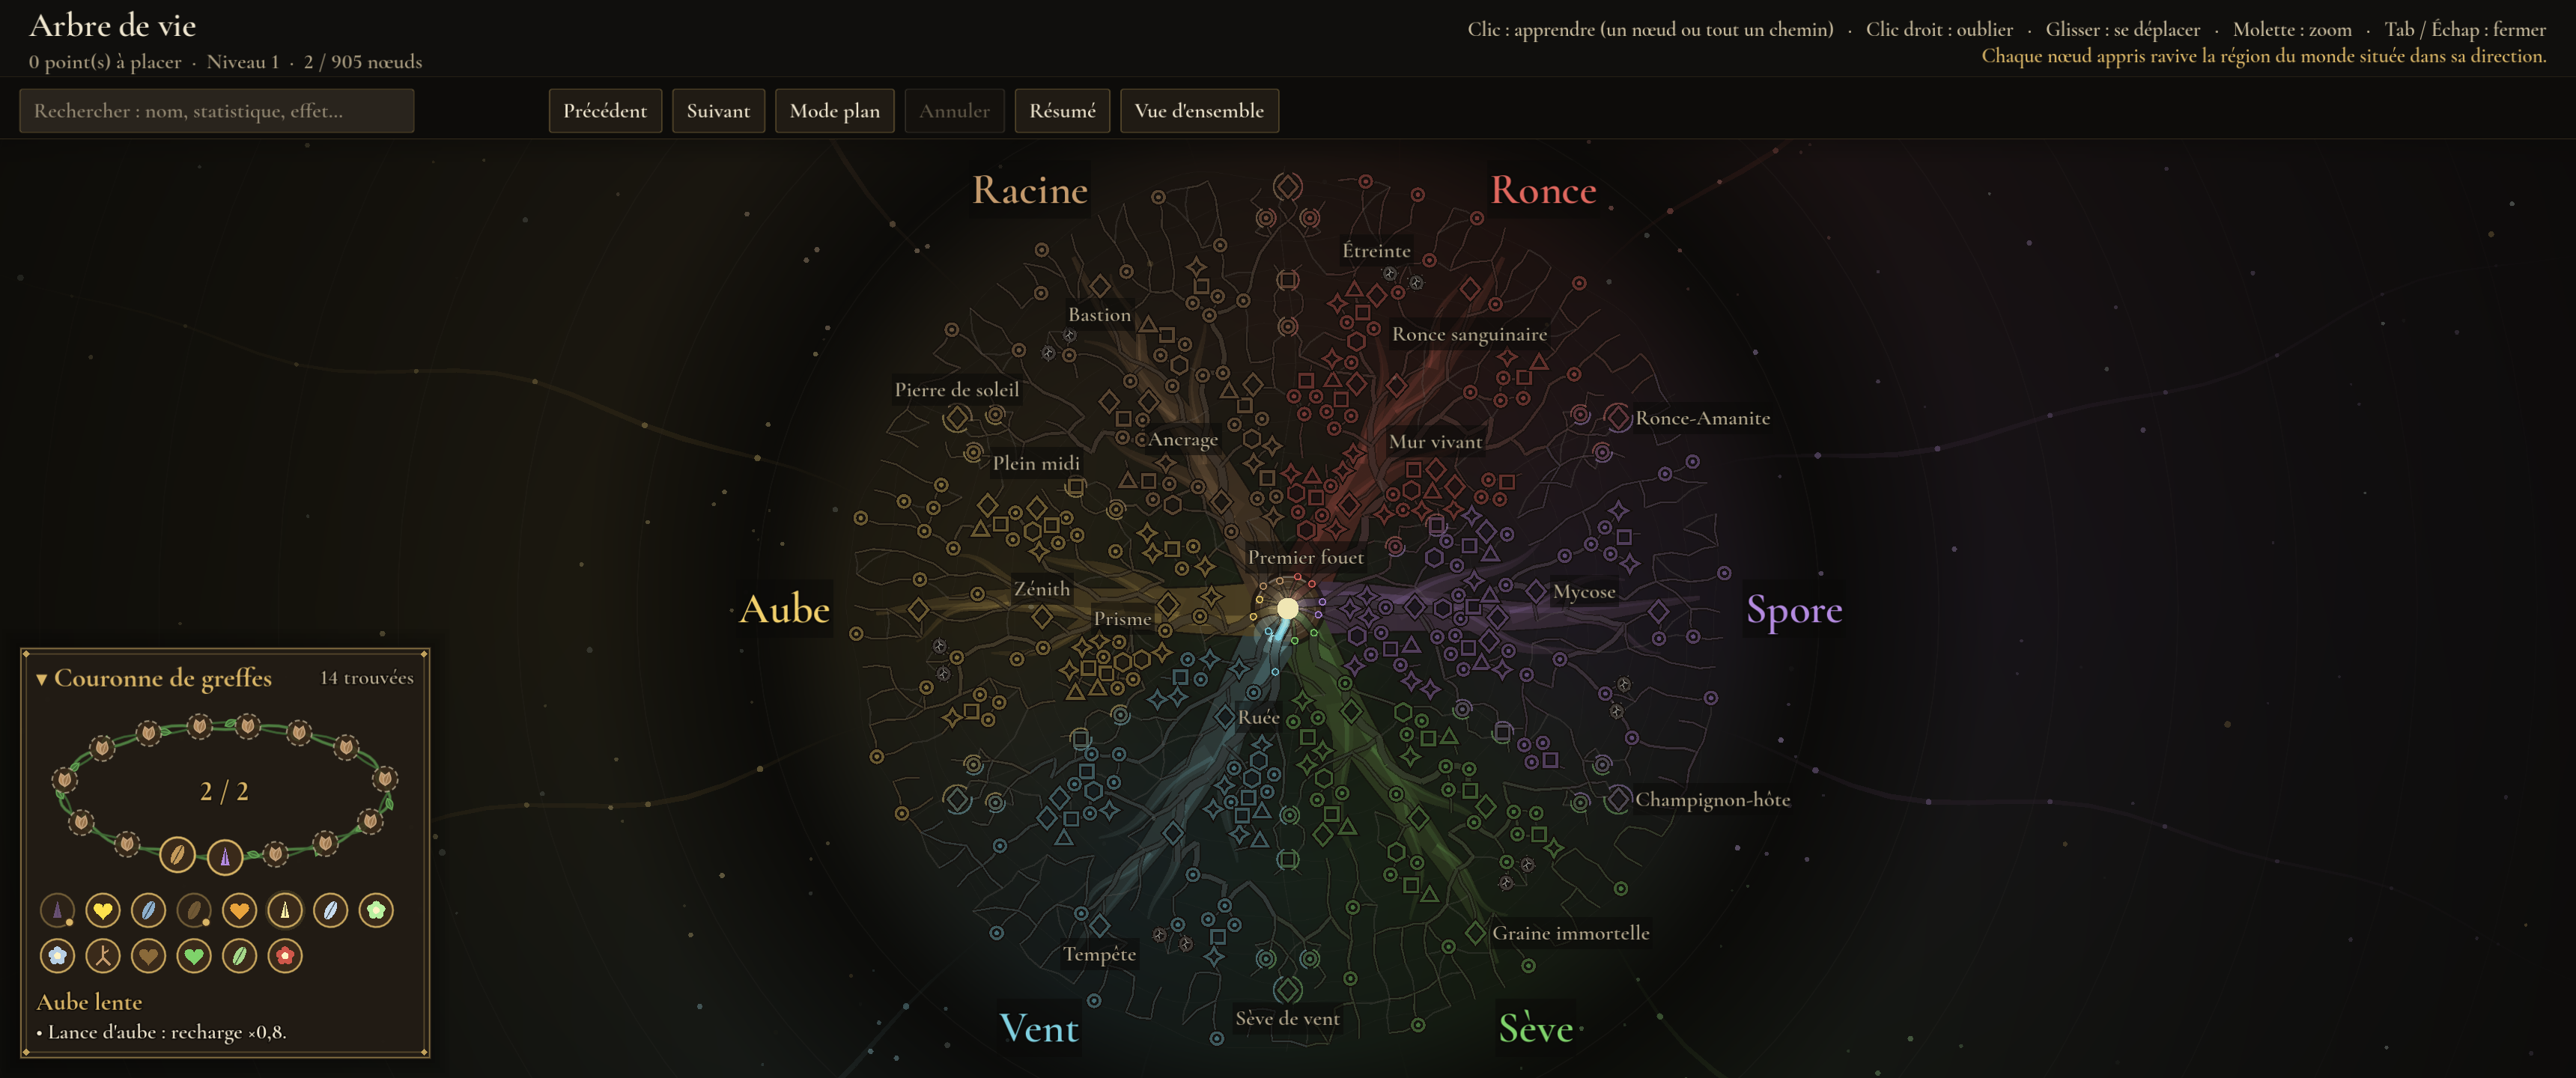 Arbre de vie
0 point(s) à placer · Niveau 1 · 2 / 905 nœuds
Clic : apprendre (un nœud ou tout un chemin) · Clic droit : oublier · Glisser : se déplacer · Molette : zoom · Tab / Échap : fermer
Chaque nœud appris ravive la région du monde située dans sa direction.
Rechercher : nom, statistique, effet...
Précédent
Suivant
Mode plan
Annuler
Résumé
Vue d'ensemble
Racine
Ronce
Étreinte
Bastion
Ronce sanguinaire
Pierre de soleil
Ronce-Amanite
Ancrage
Mur vivant
Plein midi
Premier fouet
Zénith
Mycose
Aube
Prisme
Spore
Ruée
Champignon-hôte
Graine immortelle
Tempête
Sève de vent
Vent
Sève
▾ Couronne de greffes
14 trouvées
2 / 2
Aube lente
• Lance d'aube : recharge ×0,8.